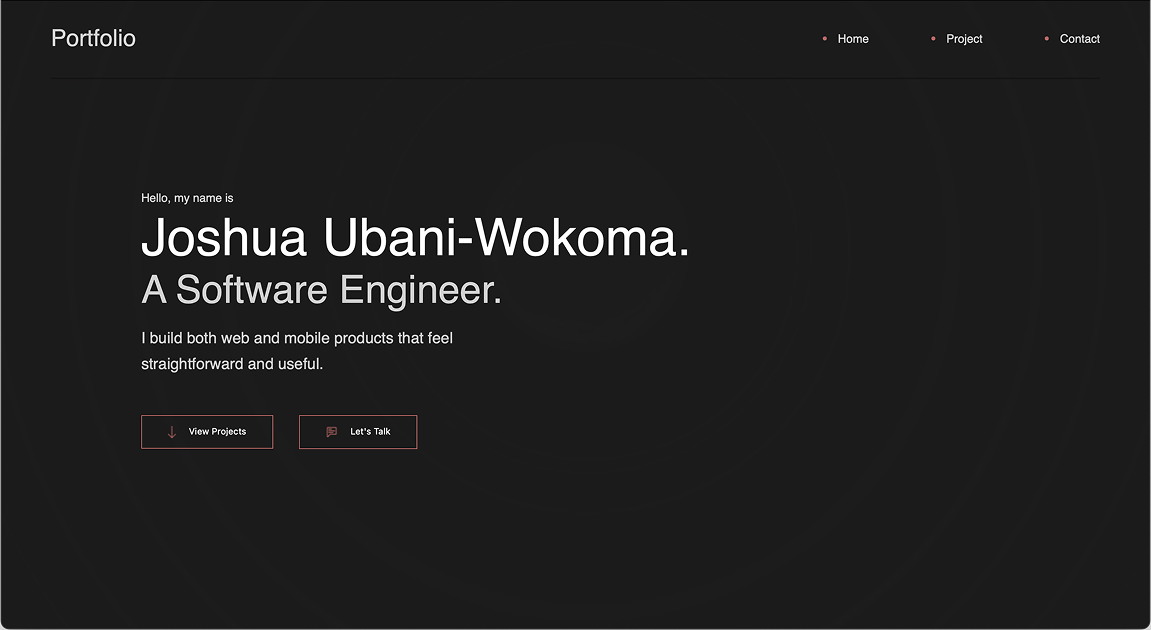 Portfolio
Home
Project
Contact
Hello, my name is
Joshua Ubani-Wokoma.
A Software Engineer.
I build both web and mobile products that feel
straightforward and useful.
View Projects
Let's Talk